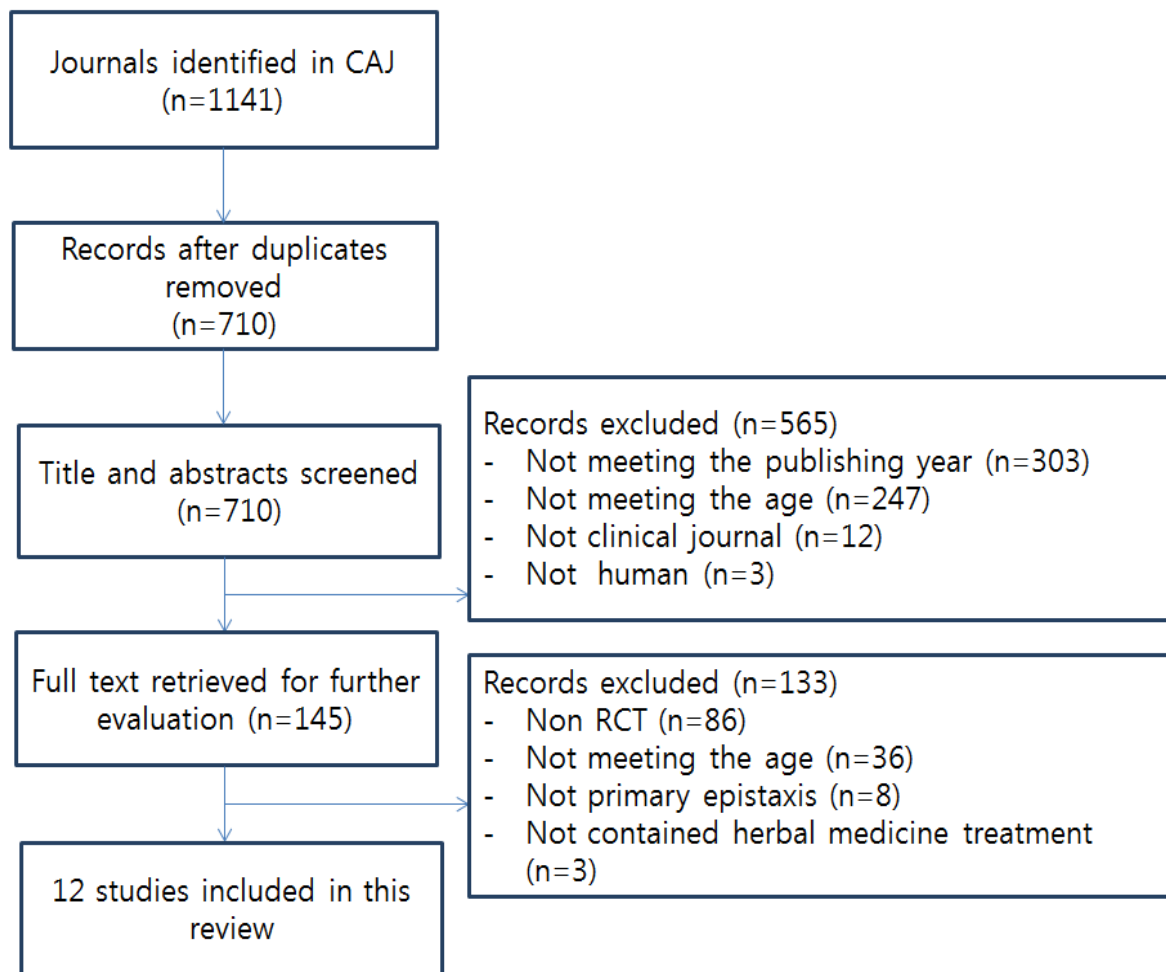 Journals identified in CAJ
(n=1141)
Records after duplicates
removed
(n=710)
Title and abstracts screened
(n=710)
Records excluded (n=565)
- Not meeting the publishing year (n=303)
- Not meeting the age (n=247)
- Not clinical journal (n=12)
- Not human (n=3)
Full text retrieved for further
evaluation (n=145)
Records excluded (n=133)
- Non RCT (n=86)
- Not meeting the age (n=36)
- Not primary epistaxis (n=8)
- Not contained herbal medicine treatment
(n=3)
12 studies included in this
review